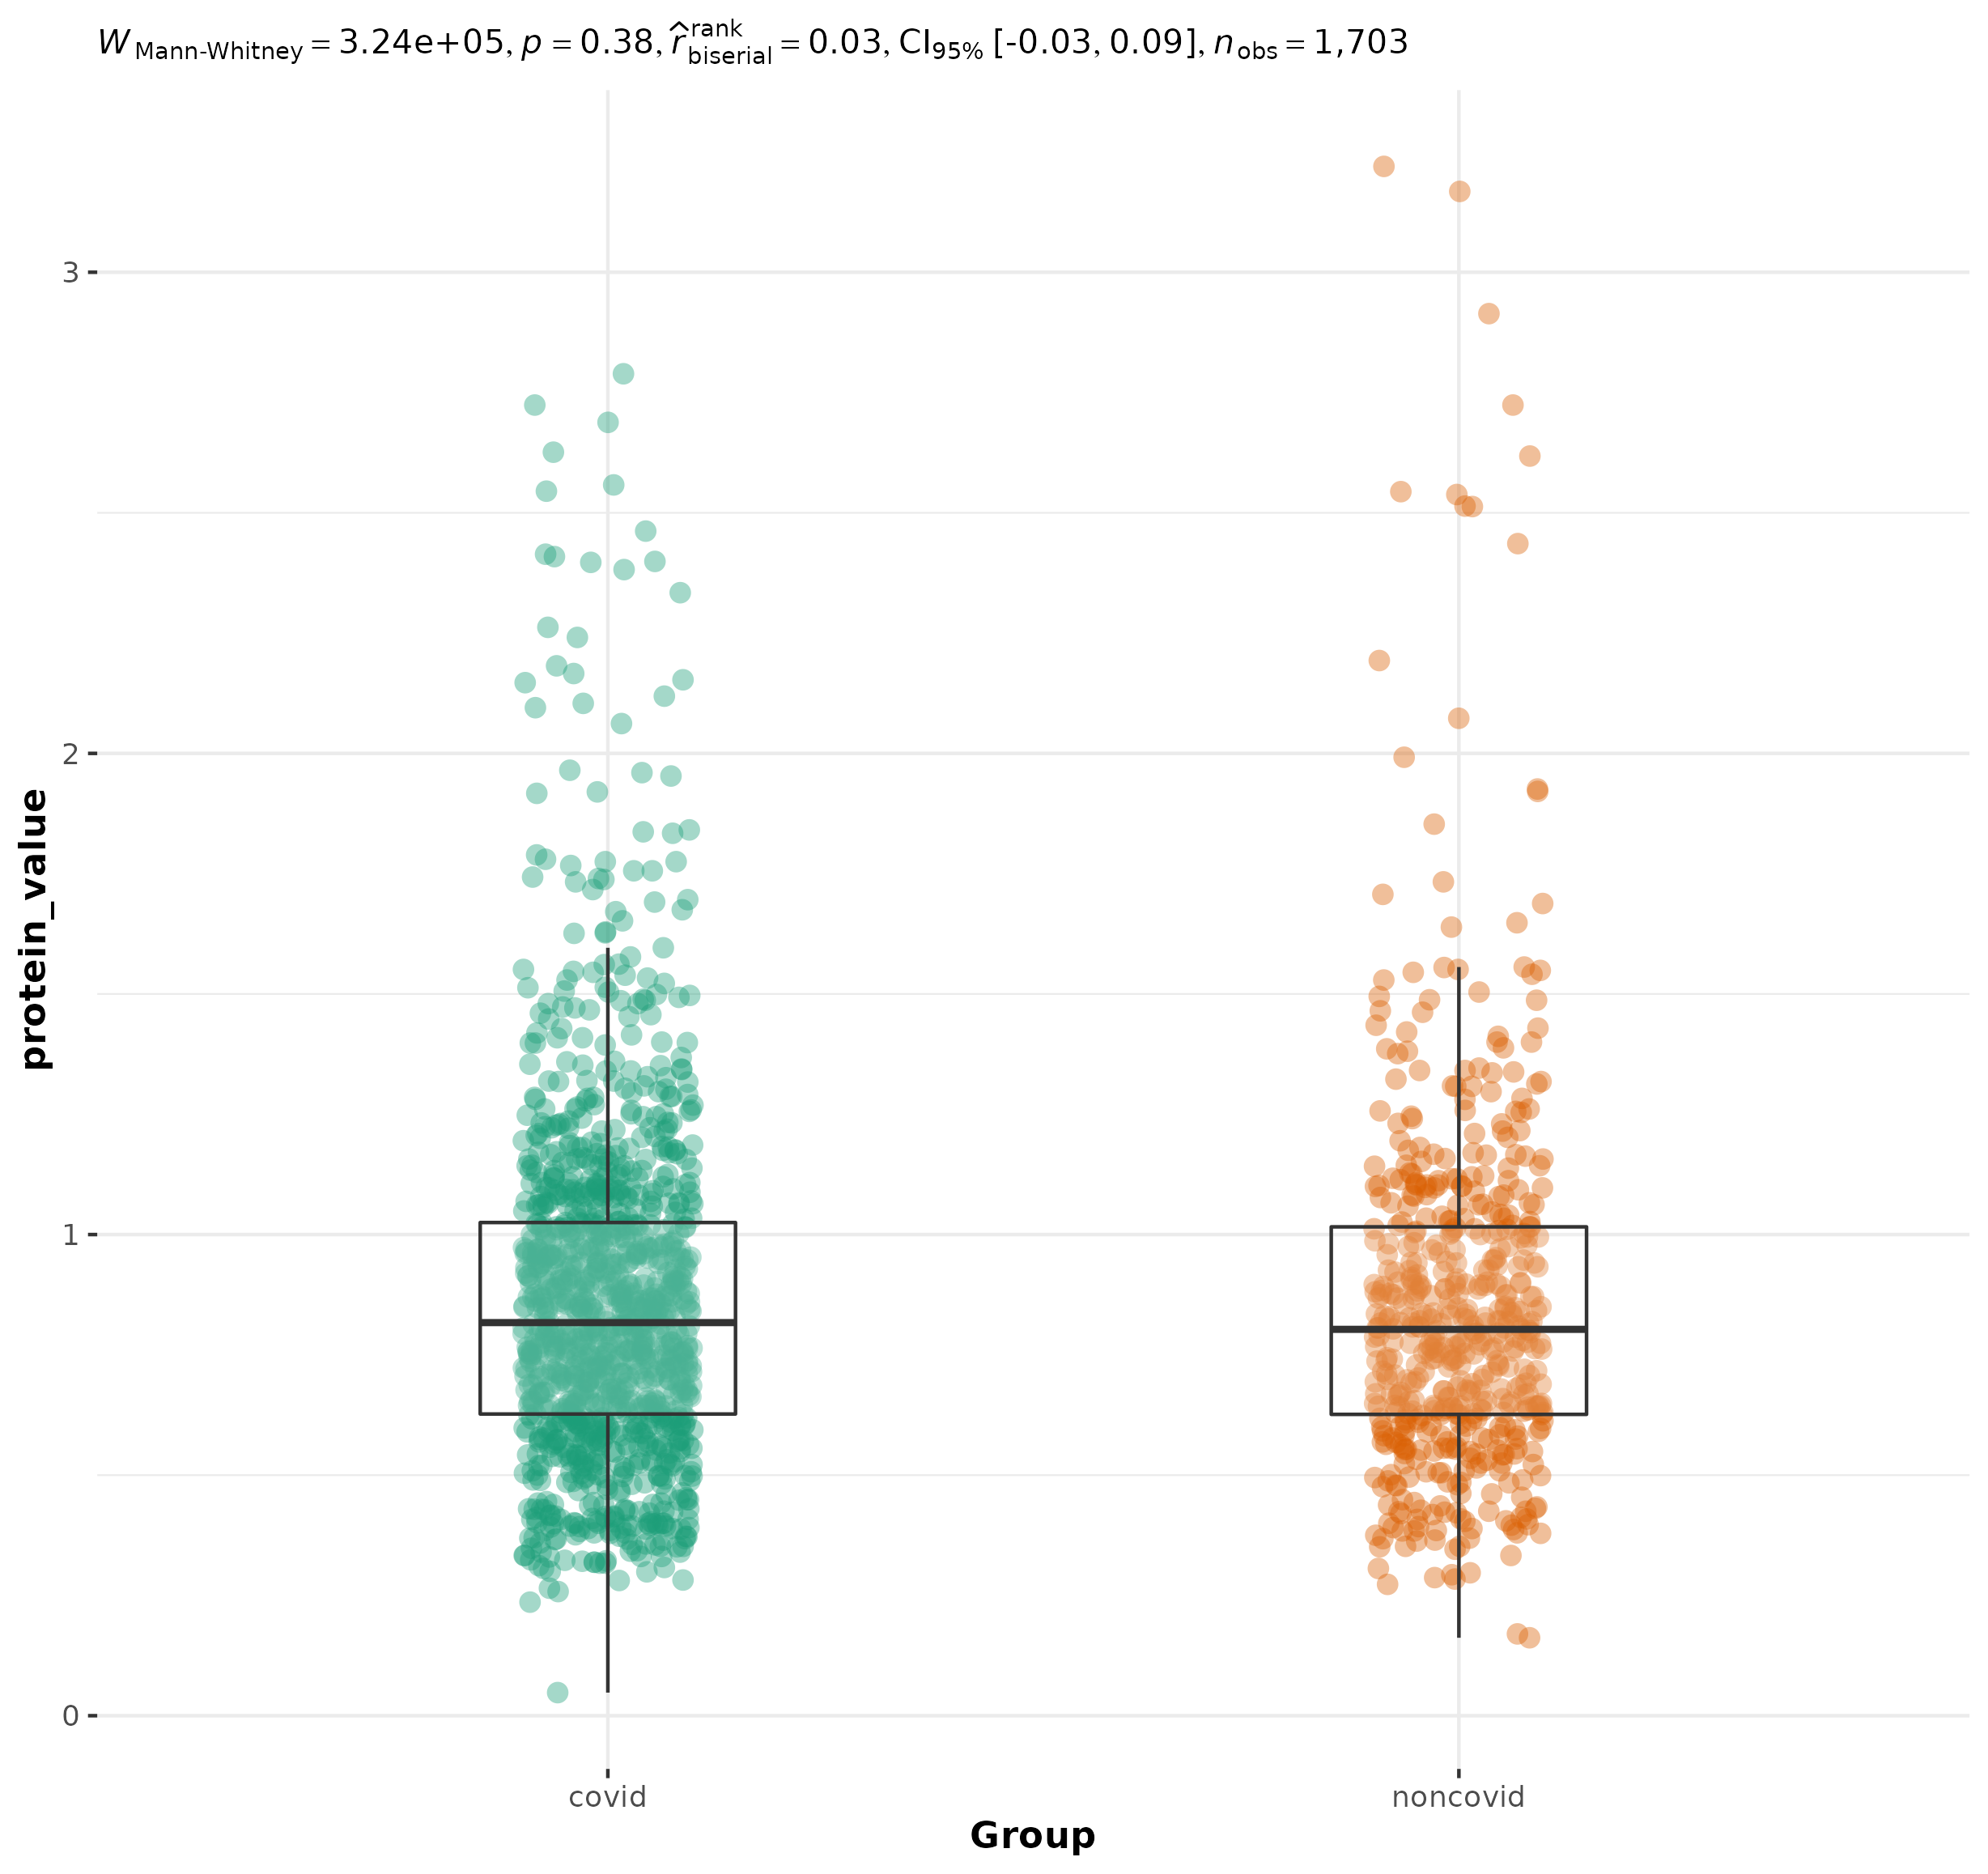 W Mann-Whitney = 3.24e+05, p = 0.38, r̂ rank biserial = 0.03, CI95% [-0.03, 0.09], n obs = 1,703
3
2
1
0
protein_value
covid noncovid
Group